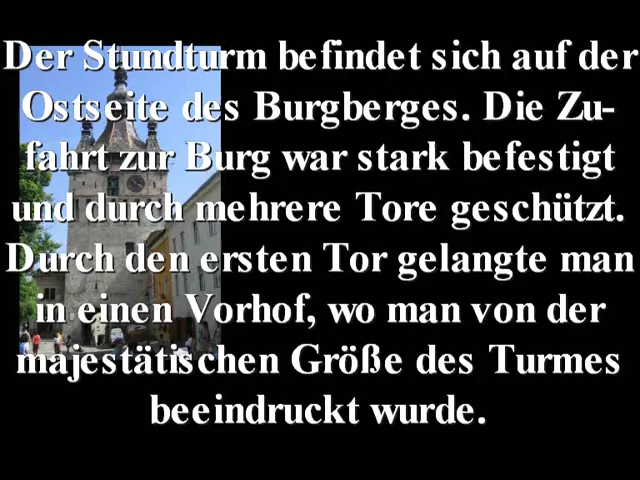 Der Stundturm befindet sich auf der
Ostseite des Burgberges. Die Zu-
fahrt zur Burg war stark befestigt
und durch mehrere Tore geschützt.
Durch den ersten Tor gelangte man
in einen Vorhof, wo man von der
majestätischen Größe des Turmes
beeindruckt wurde.